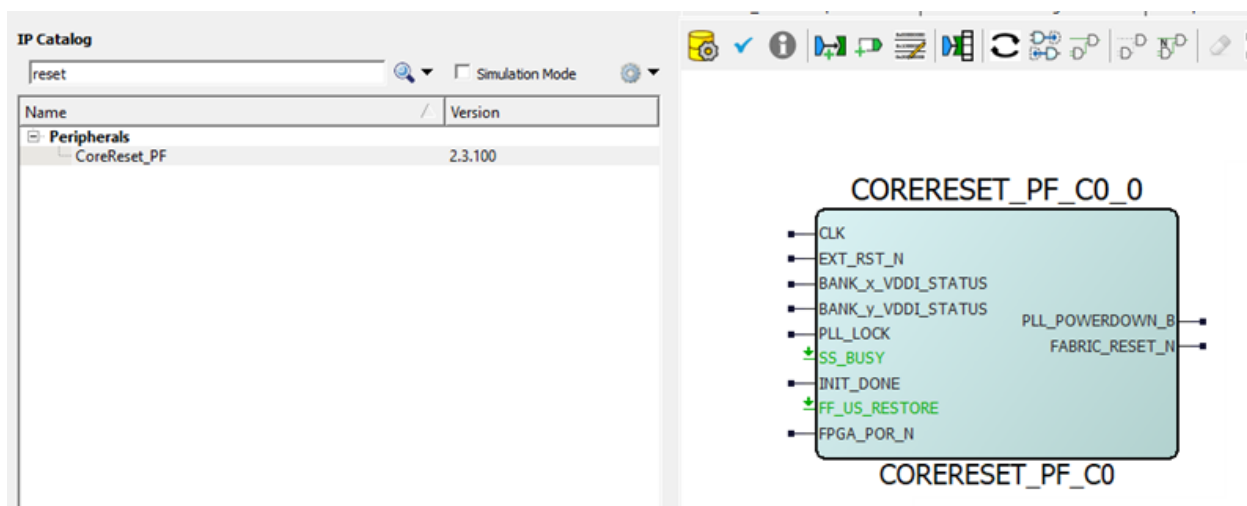 IP Catalog
reset
Simulation Mode
Name
Version
Peripherals
CoreReset_PF
2.3.100
CORERESET_PF_C0_0
CLK
EXT_RST_N
BANK_x_VDDI_STATUS
BANK_y_VDDI_STATUS
PLL_LOCK
SS_BUSY
INIT_DONE
FF_US_RESTORE
FPGA_POR_N
PLL_POWERDOWN_B
FABRIC_RESET_N
CORERESET_PF_C0